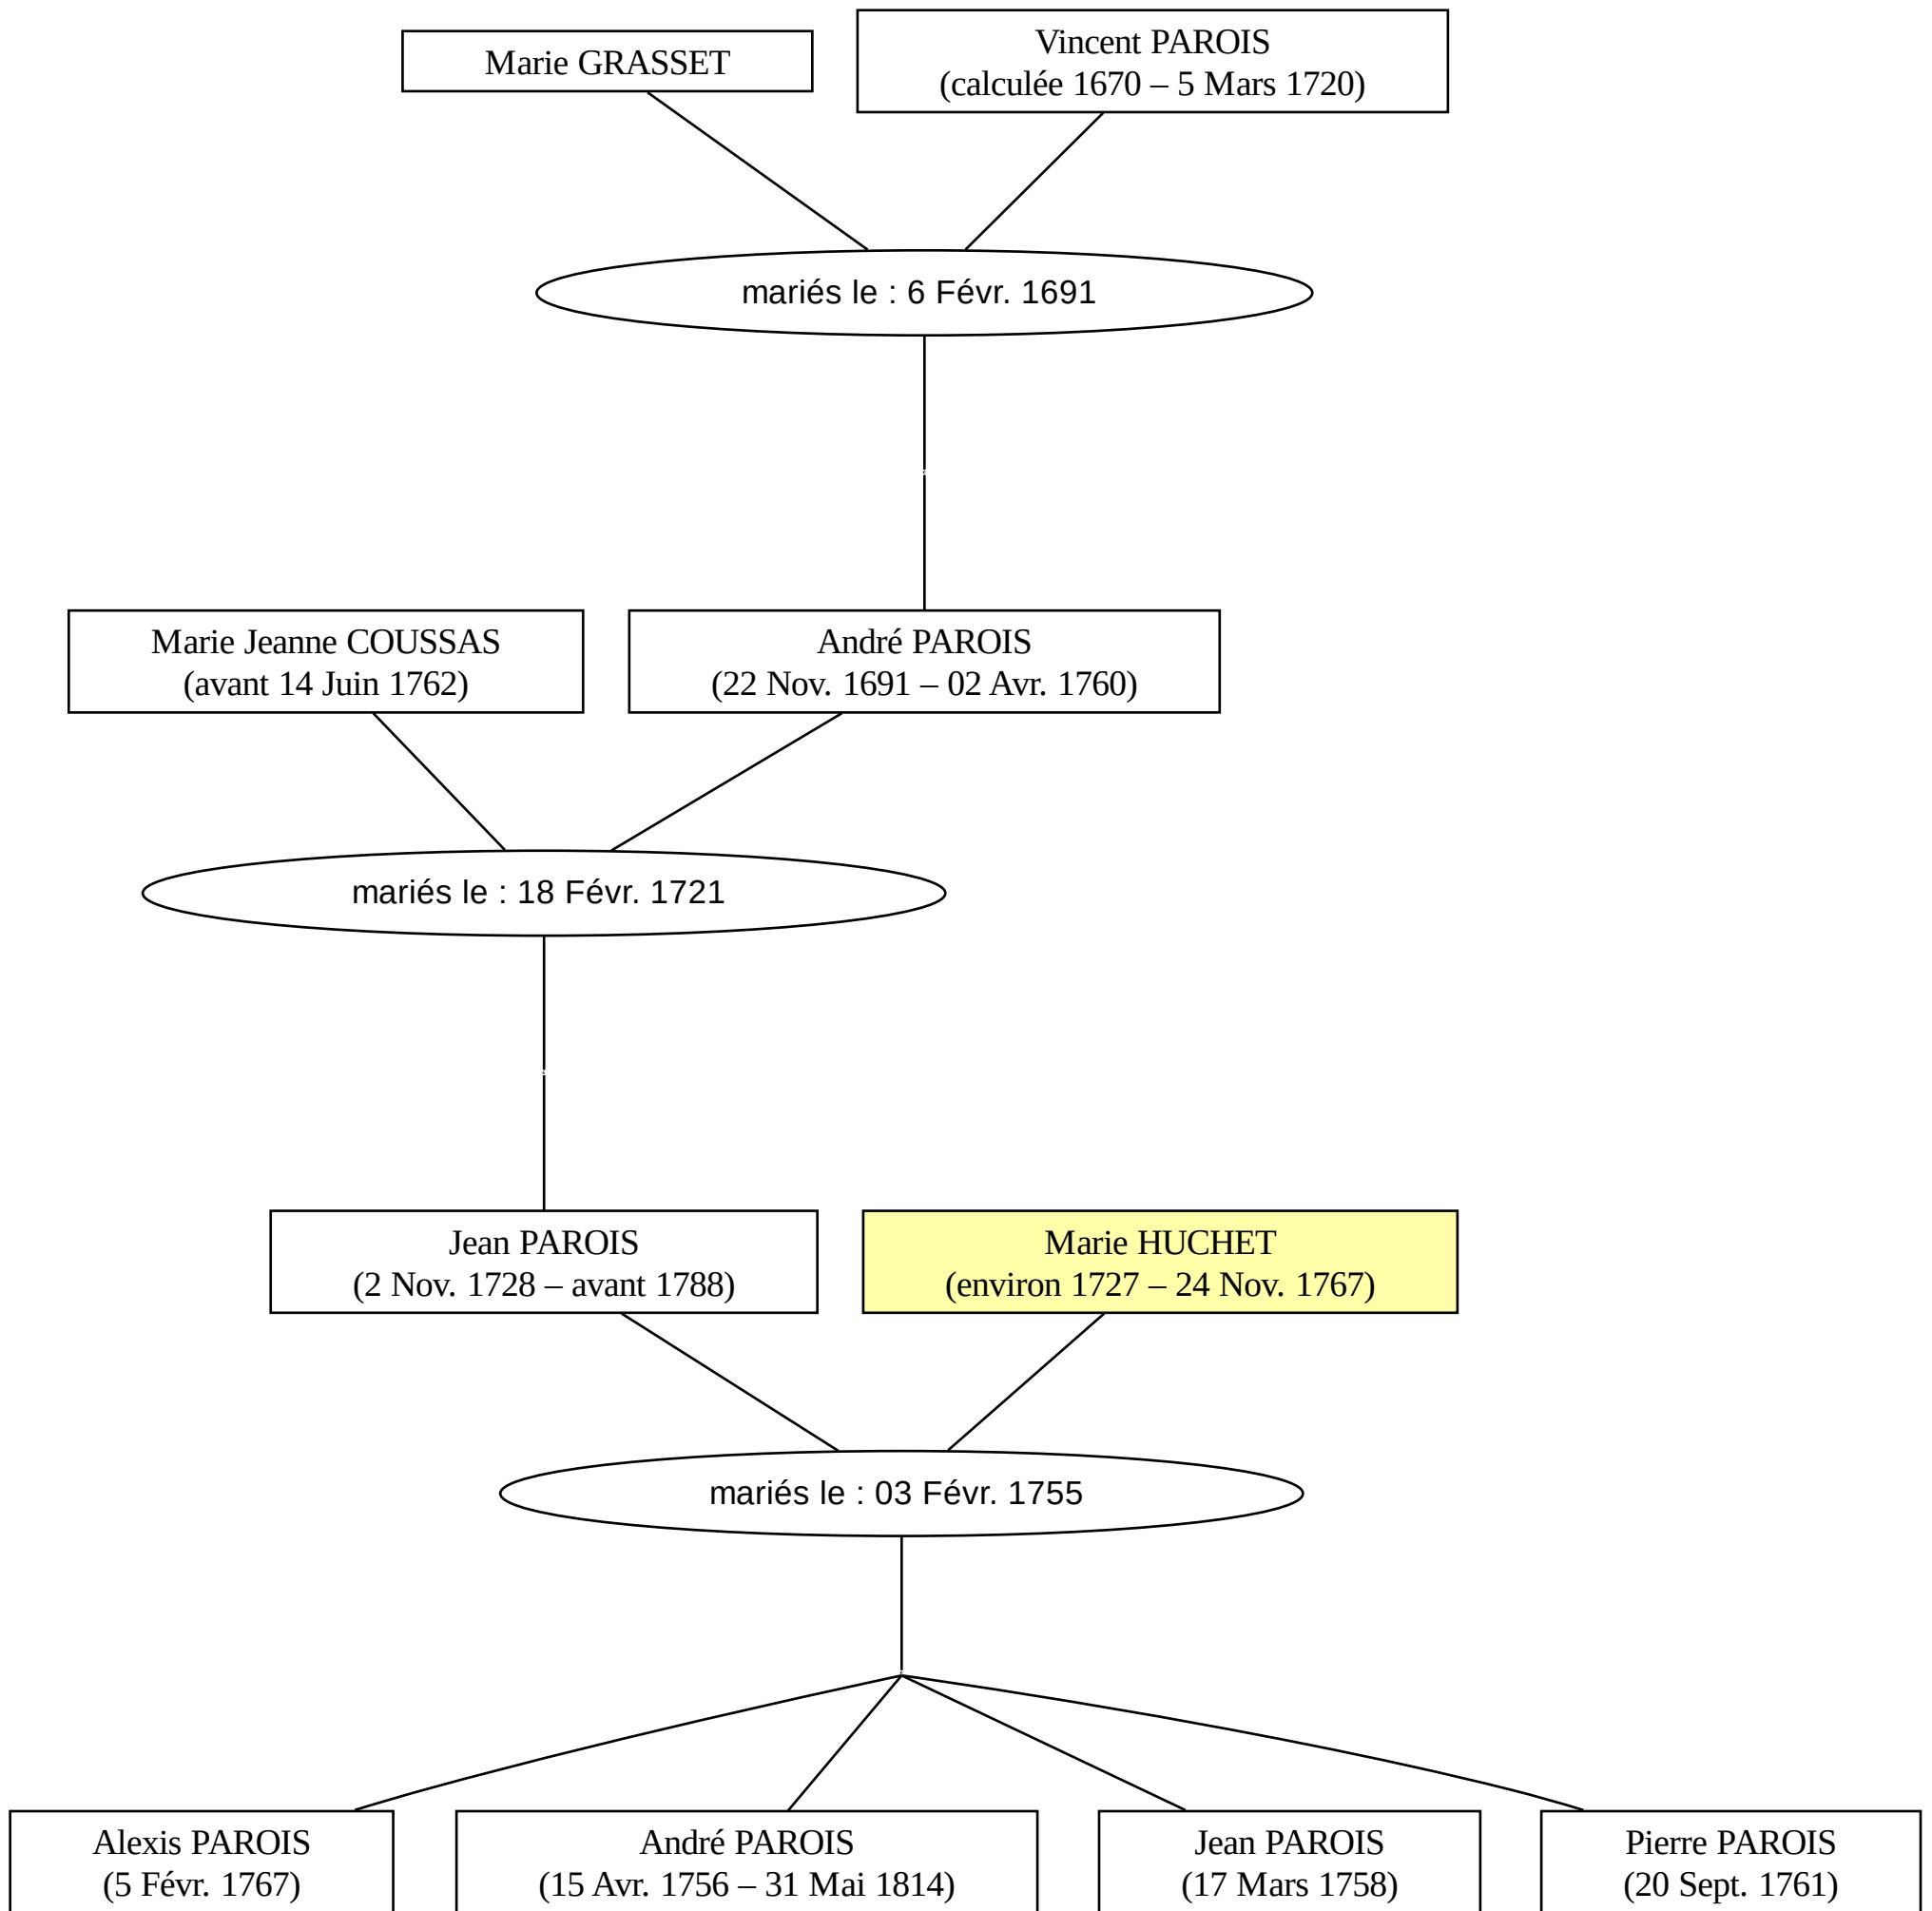 Marie GRASSET
Vincent PAROIS
(calculée 1670 – 5 Mars 1720)
mariés le : 6 Févr. 1691
Marie Jeanne COUSSAS
(avant 14 Juin 1762)
André PAROIS
(22 Nov. 1691 – 02 Avr. 1760)
mariés le : 18 Févr. 1721
Jean PAROIS
(2 Nov. 1728 – avant 1788)
Marie HUCHET
(environ 1727 – 24 Nov. 1767)
mariés le : 03 Févr. 1755
Alexis PAROIS
(5 Févr. 1767)
André PAROIS
(15 Avr. 1756 – 31 Mai 1814)
Jean PAROIS
(17 Mars 1758)
Pierre PAROIS
(20 Sept. 1761)